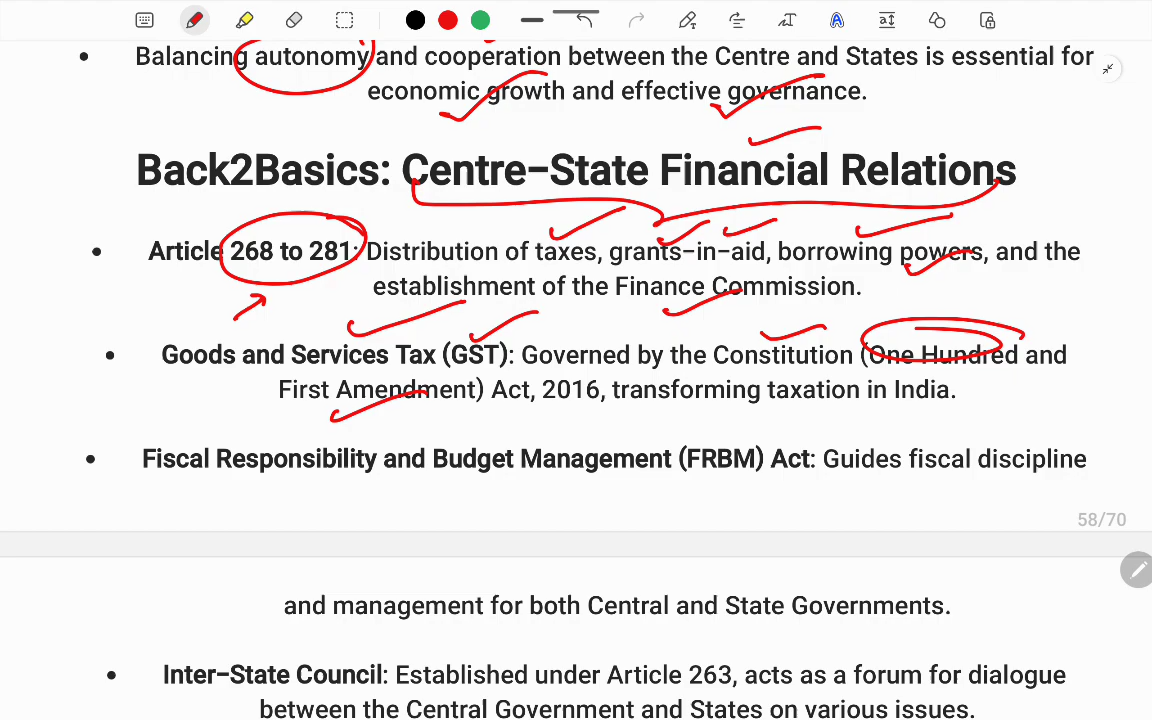 • Balancing autonomy and cooperation between the Centre and States is essential for
economic growth and effective governance.
Back2Basics: Centre-State Financial Relations
• Article 268 to 281: Distribution of taxes, grants-in-aid, borrowing powers, and the
establishment of the Finance Commission.
• Goods and Services Tax (GST): Governed by the Constitution (One Hundred and
First Amendment) Act, 2016, transforming taxation in India.
• Fiscal Responsibility and Budget Management (FRBM) Act: Guides fiscal discipline
58/70
and management for both Central and State Governments.
• Inter-State Council: Established under Article 263, acts as a forum for dialogue
between the Central Government and States on various issues.